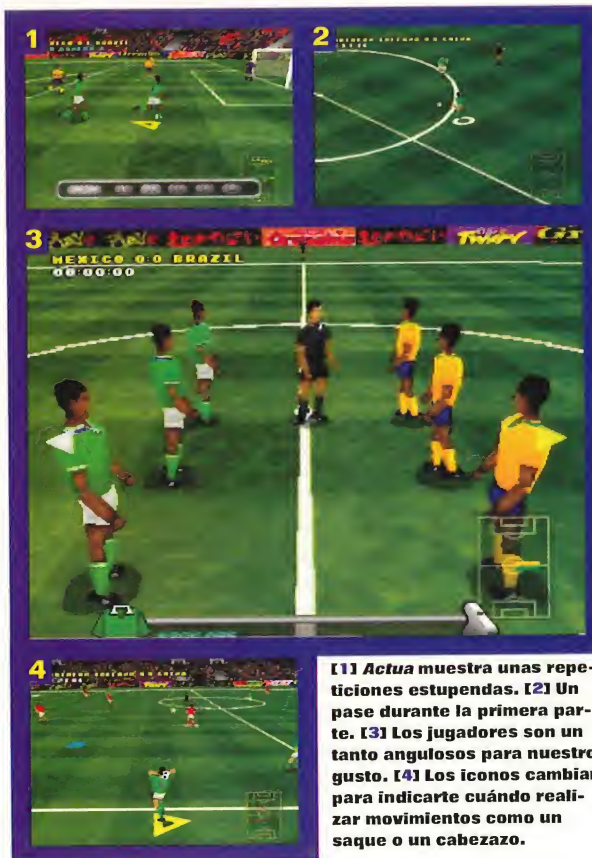 1
2
3
MEXICO 0:0 BRAZIL
00:00:00
4
[1] Actua muestra unas repe-
ticiones estupendas. [2] Un
pase durante la primera par-
te. [3] Los jugadores son un
tanto angulosos para nuestro
gusto. [4] Los iconos cambian
para indicarte cuándo reali-
zar movimientos como un
saque o un cabezazo.